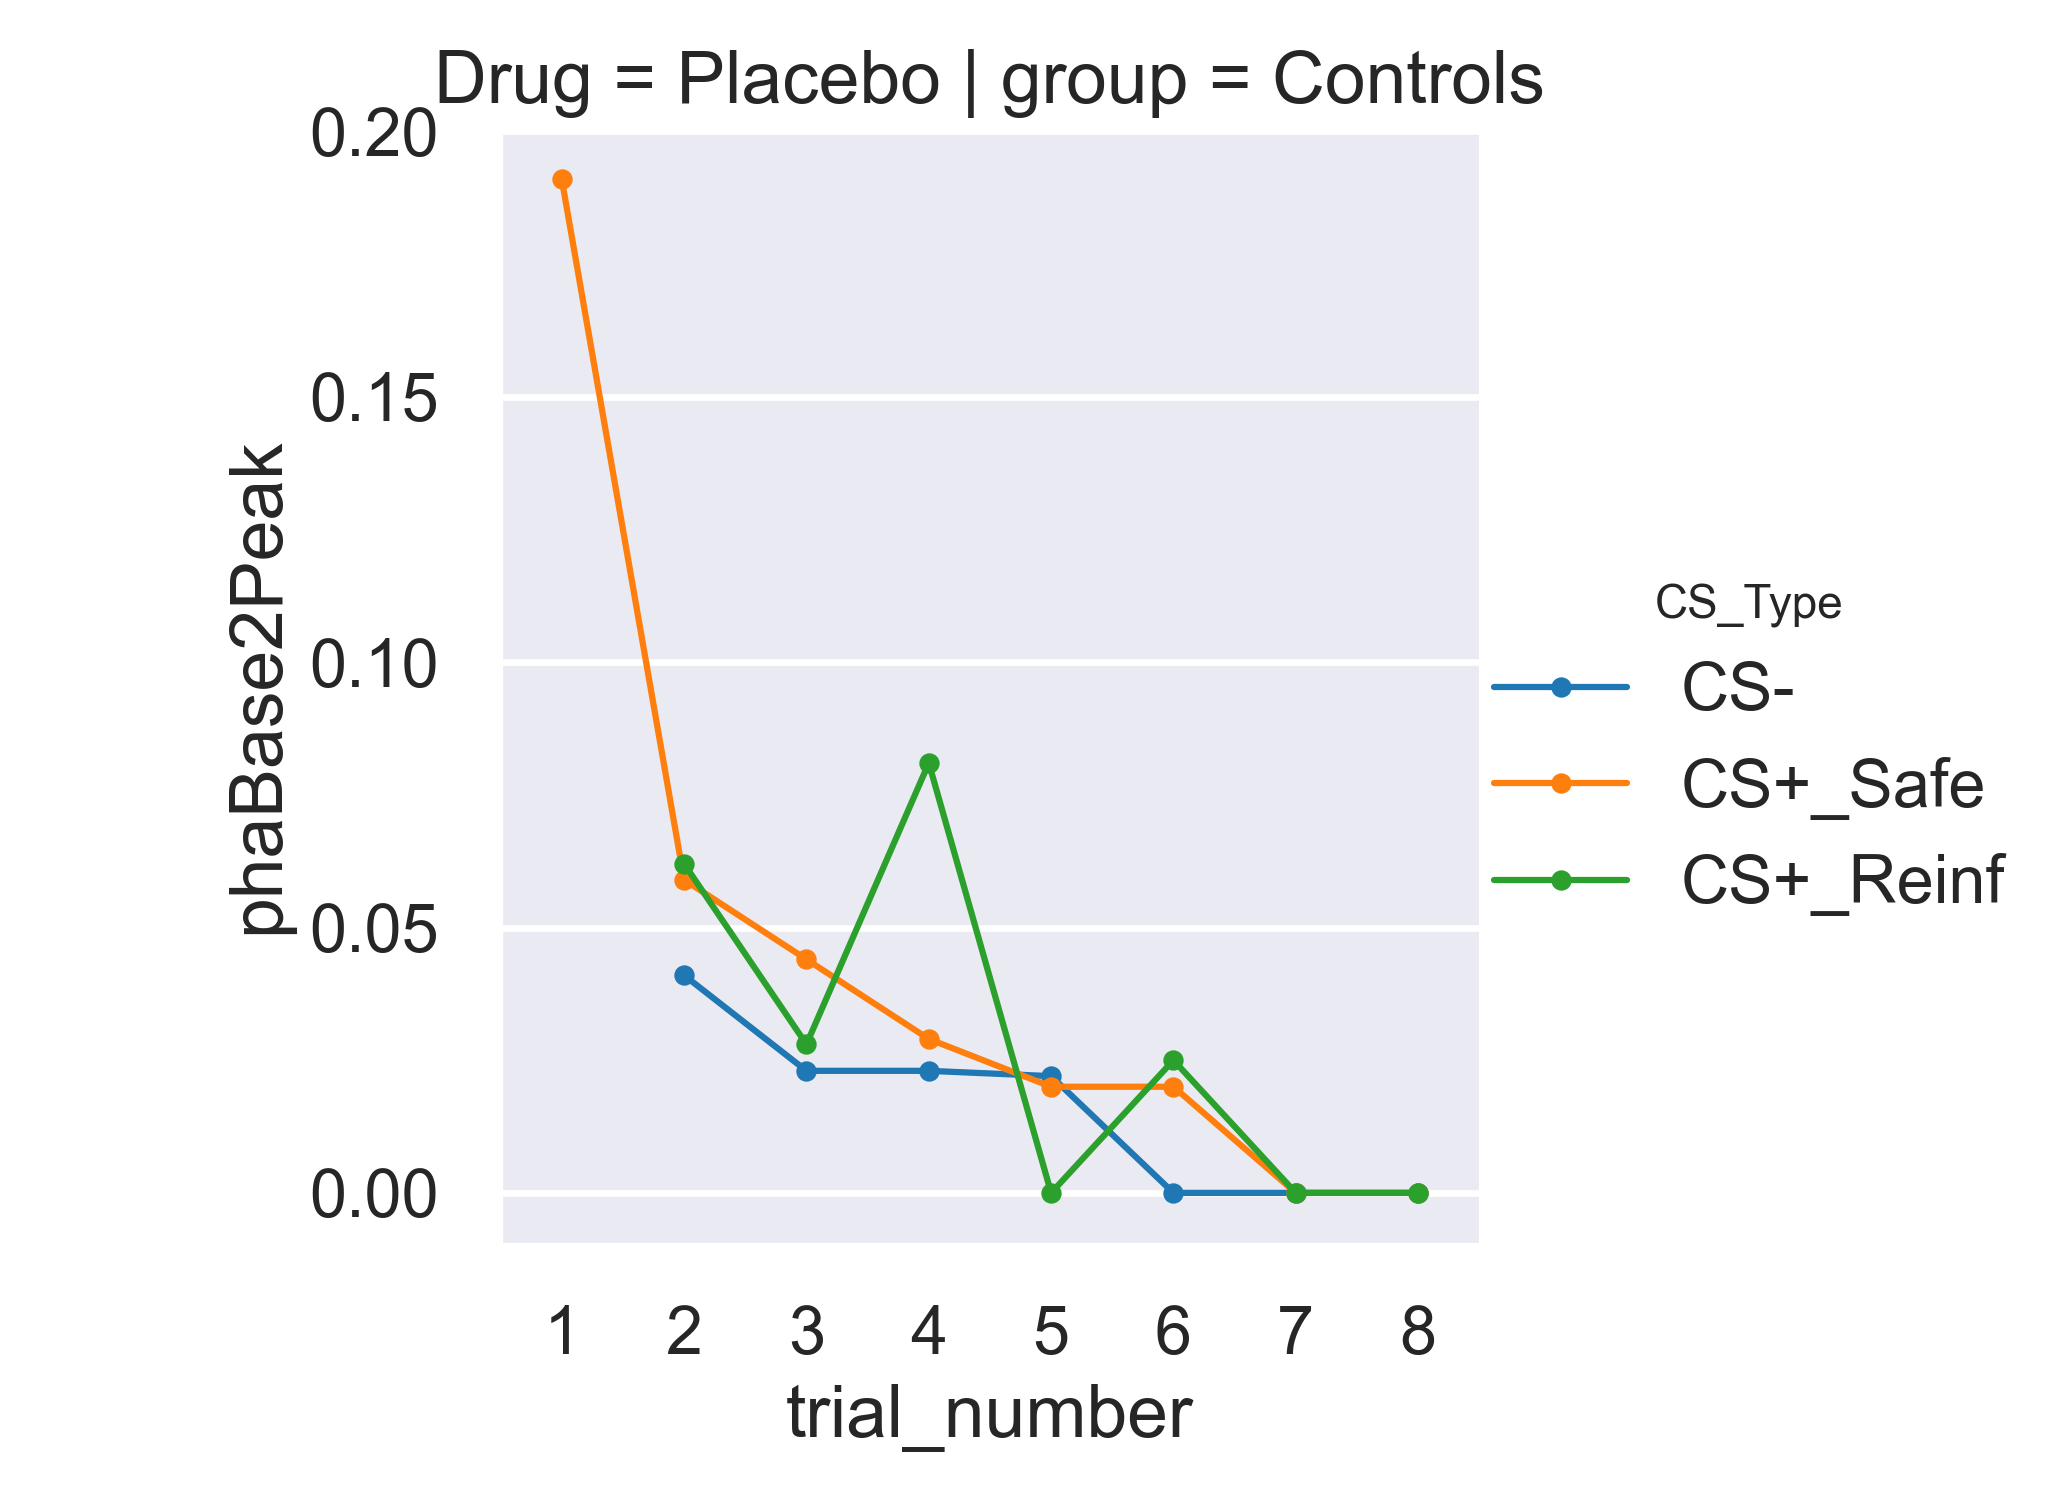 Drug = Placebo | group = Controls
0.20
0.15
0.10
0.05
0.00
phaBase2Peak
1 2 3 4 5 6 7 8
trial_number
CS_Type
CS-
CS+_Safe
CS+_Reinf